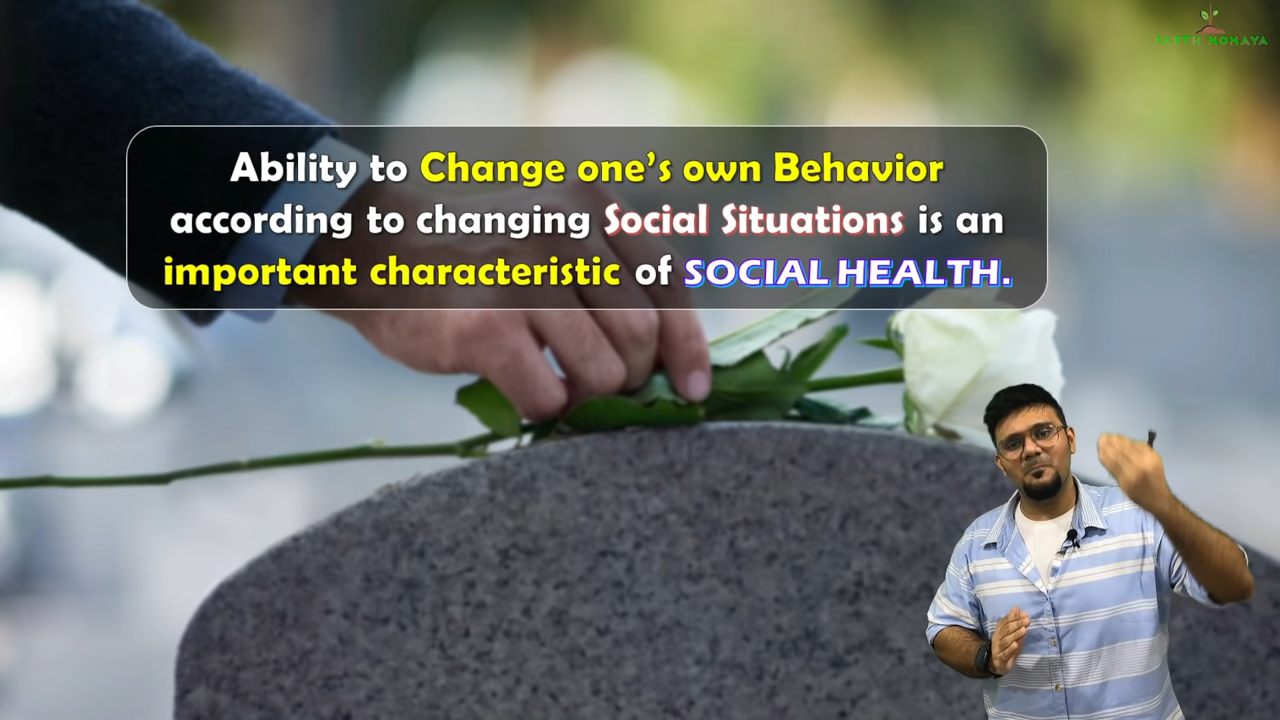 Ability to Change one's own Behavior
according to changing Social Situations is an
important characteristic of SOCIAL HEALTH.